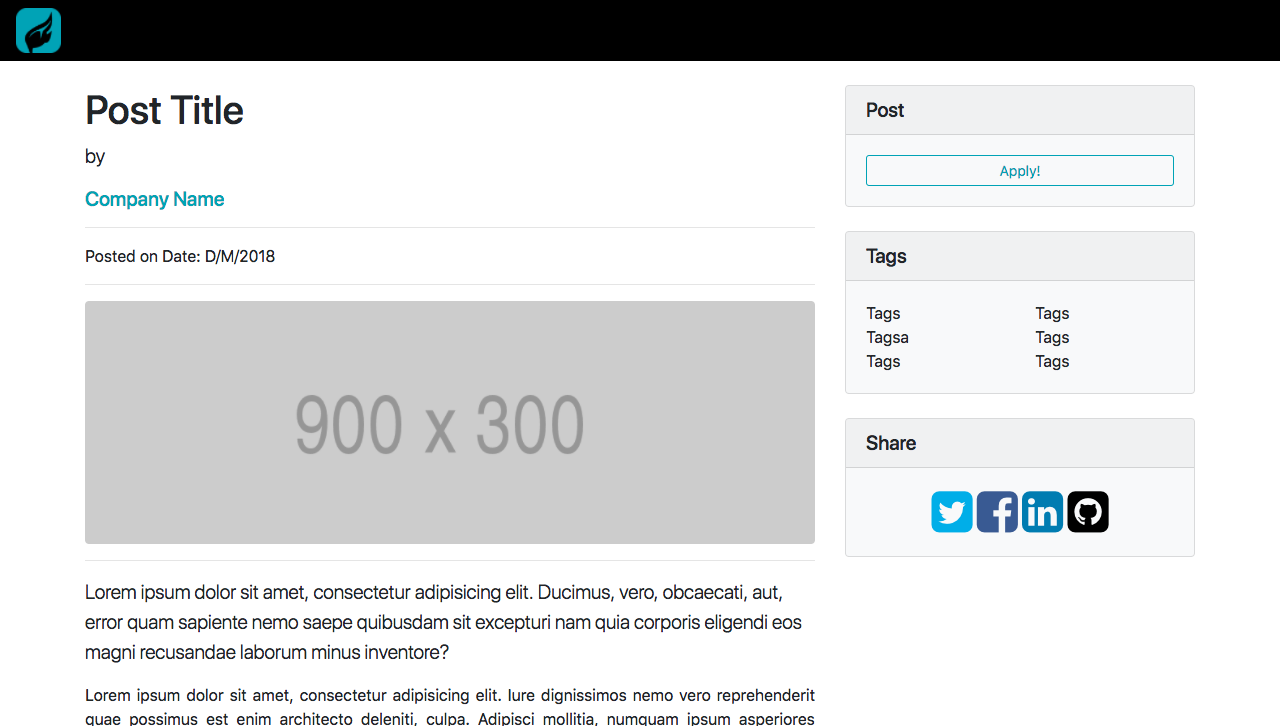 Post Title
by
Company Name
Posted on Date: D/M/2018
900 x 300
Lorem ipsum dolor sit amet, consectetur adipisicing elit. Ducimus, vero, obcaecati, aut,
error quam sapiente nemo saepe quibusdam sit excepturi nam quia corporis eligendi eos
magni recusandae laborum minus inventore?
Lorem ipsum dolor sit amet, consectetur adipisicing elit. Iure dignissimos nemo vero reprehenderit
quae possimus est enim architecto deleniti, culpa. Adipisci mollitia, numquam ipsum asperiores
Post
Apply!
Tags
Tags Tags
Tagsa Tags
Tags Tags
Share